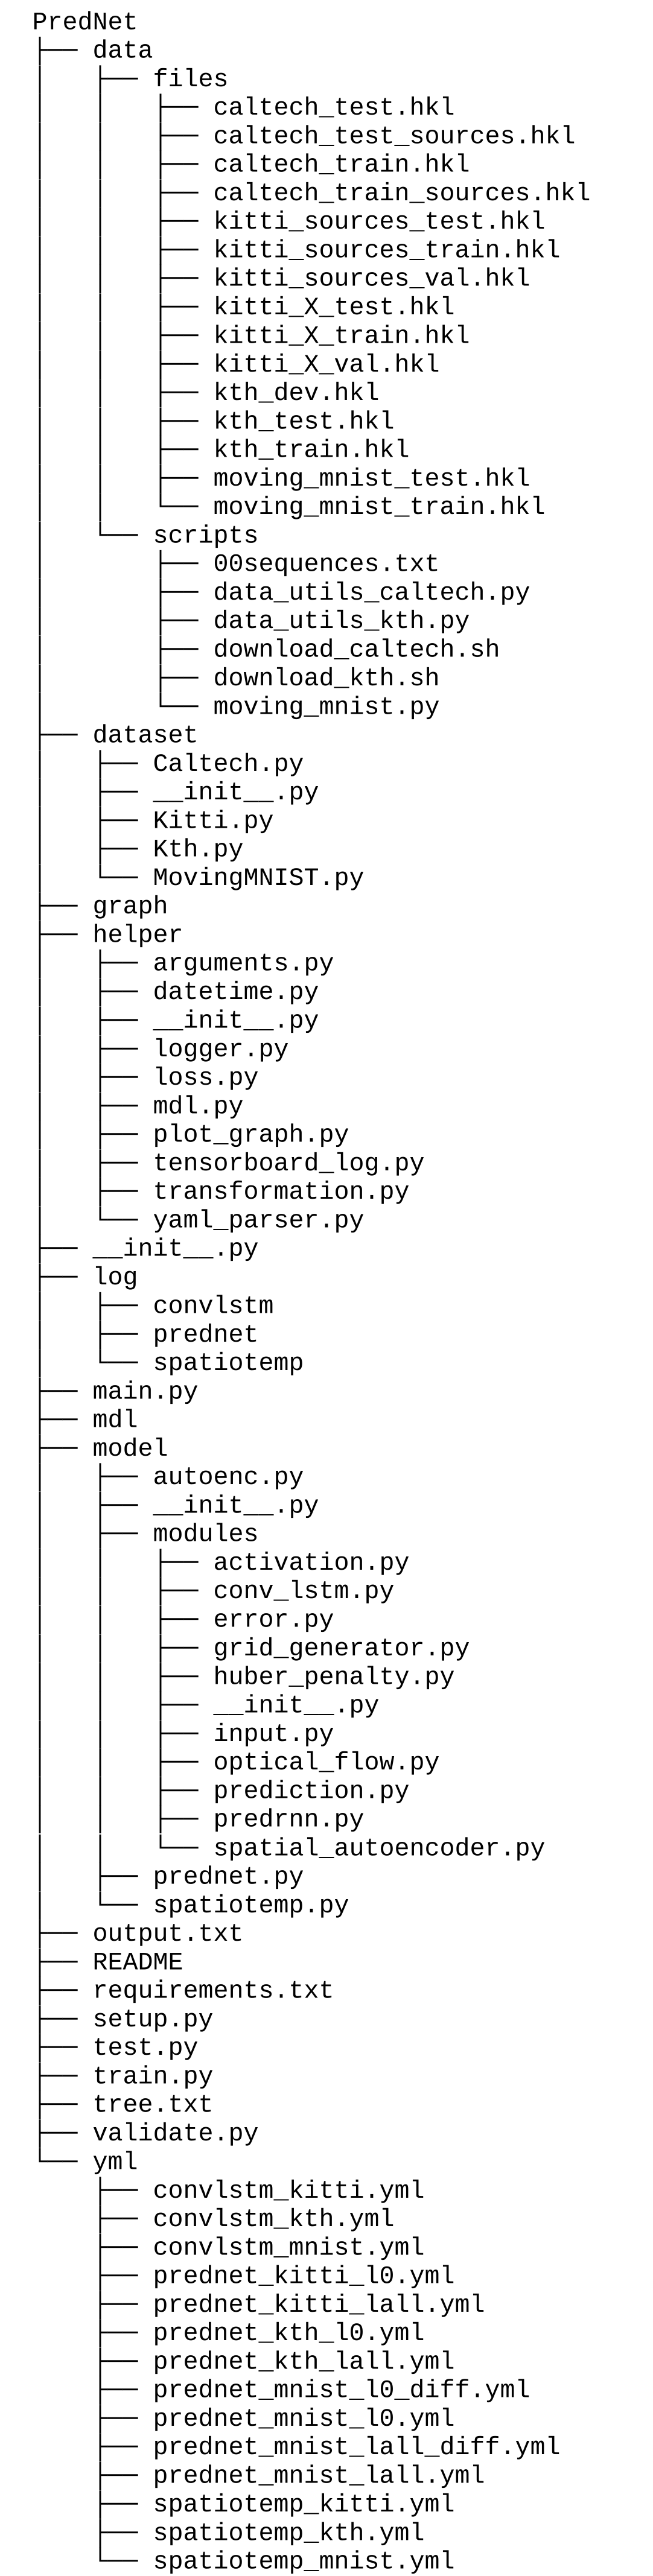 PredNet
├── data
│   ├── files
│   │   ├── caltech_test.hkl
│   │   ├── caltech_test_sources.hkl
│   │   ├── caltech_train.hkl
│   │   ├── caltech_train_sources.hkl
│   │   ├── kitti_sources_test.hkl
│   │   ├── kitti_sources_train.hkl
│   │   ├── kitti_sources_val.hkl
│   │   ├── kitti_X_test.hkl
│   │   ├── kitti_X_train.hkl
│   │   ├── kitti_X_val.hkl
│   │   ├── kth_dev.hkl
│   │   ├── kth_test.hkl
│   │   ├── kth_train.hkl
│   │   ├── moving_mnist_test.hkl
│   │   └── moving_mnist_train.hkl
│   └── scripts
│       ├── 00sequences.txt
│       ├── data_utils_caltech.py
│       ├── data_utils_kth.py
│       ├── download_caltech.sh
│       ├── download_kth.sh
│       └── moving_mnist.py
├── dataset
│   ├── Caltech.py
│   ├── __init__.py
│   ├── Kitti.py
│   ├── Kth.py
│   └── MovingMNIST.py
├── graph
├── helper
│   ├── arguments.py
│   ├── datetime.py
│   ├── __init__.py
│   ├── logger.py
│   ├── loss.py
│   ├── mdl.py
│   ├── plot_graph.py
│   ├── tensorboard_log.py
│   ├── transformation.py
│   └── yaml_parser.py
├── __init__.py
├── log
│   ├── convlstm
│   ├── prednet
│   └── spatiotemp
├── main.py
├── mdl
├── model
│   ├── autoenc.py
│   ├── __init__.py
│   ├── modules
│   │   ├── activation.py
│   │   ├── conv_lstm.py
│   │   ├── error.py
│   │   ├── grid_generator.py
│   │   ├── huber_penalty.py
│   │   ├── __init__.py
│   │   ├── input.py
│   │   ├── optical_flow.py
│   │   ├── prediction.py
│   │   ├── predrnn.py
│   │   └── spatial_autoencoder.py
│   ├── prednet.py
│   └── spatiotemp.py
├── output.txt
├── README
├── requirements.txt
├── setup.py
├── test.py
├── train.py
├── tree.txt
├── validate.py
└── yml
    ├── convlstm_kitti.yml
    ├── convlstm_kth.yml
    ├── convlstm_mnist.yml
    ├── prednet_kitti_l0.yml
    ├── prednet_kitti_lall.yml
    ├── prednet_kth_l0.yml
    ├── prednet_kth_lall.yml
    ├── prednet_mnist_l0_diff.yml
    ├── prednet_mnist_l0.yml
    ├── prednet_mnist_lall_diff.yml
    ├── prednet_mnist_lall.yml
    ├── spatiotemp_kitti.yml
    ├── spatiotemp_kth.yml
    └── spatiotemp_mnist.yml